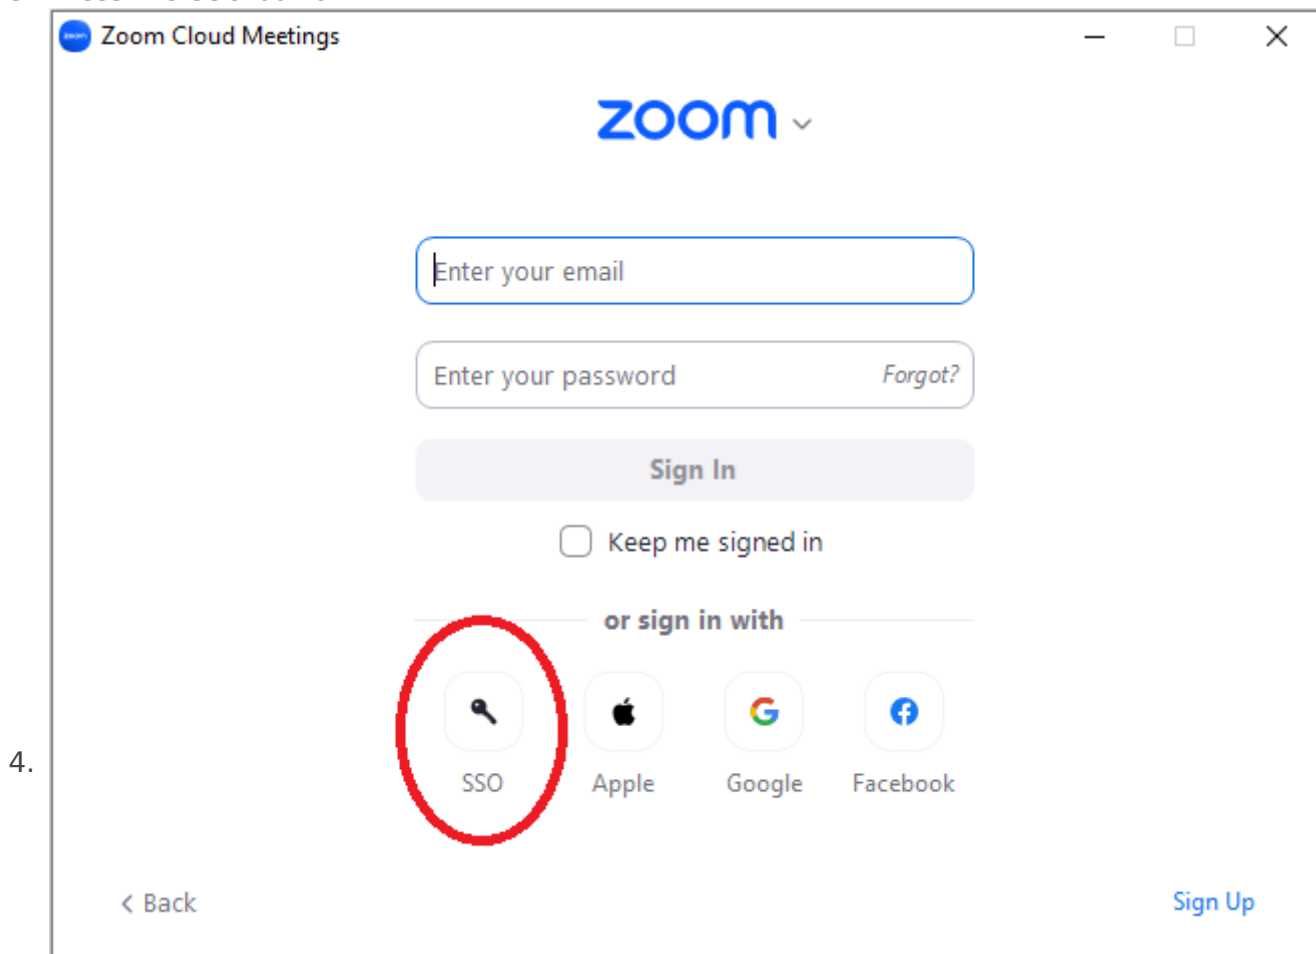 Zoom Cloud Meetings
zoom
Enter your email
Enter your password Forgot?
Sign In
Keep me signed in
or sign in with
4.
SSO Apple Google Facebook
Back Sign Up